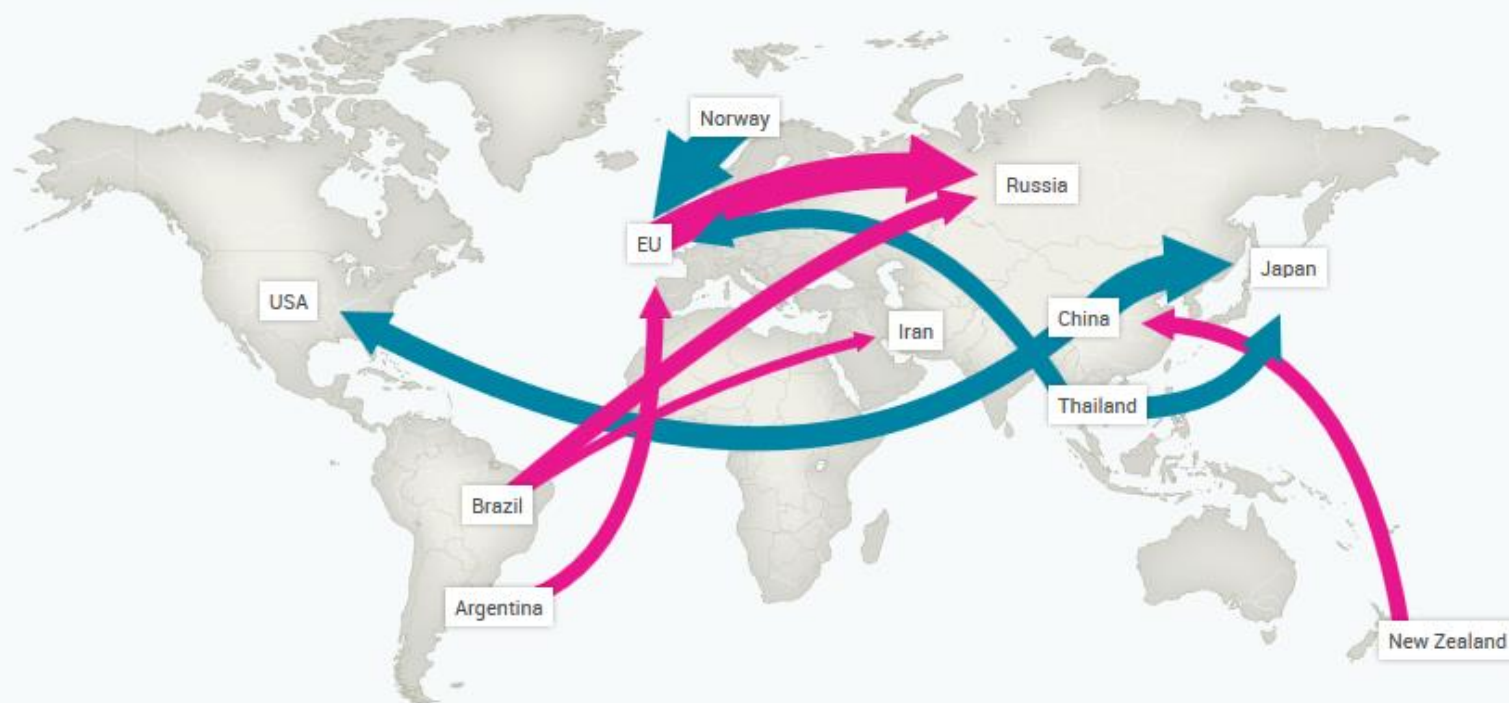 Norway
Russia
EU
Japan
USA
China
Iran
Thailand
Brazil
Argentina
New Zealand